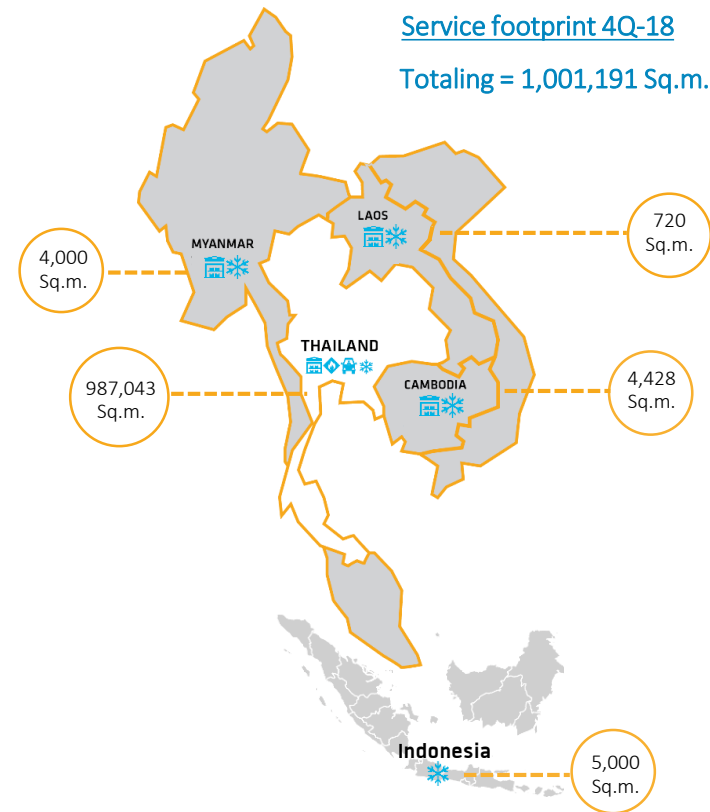 Service footprint 4Q-18
Totaling = 1,001,191 Sq.m.
LAOS
720
Sq.m.
MYANMAR
4,000
Sq.m.
THAILAND
987,043
Sq.m.
CAMBODIA
4,428
Sq.m.
Indonesia
5,000
Sq.m.